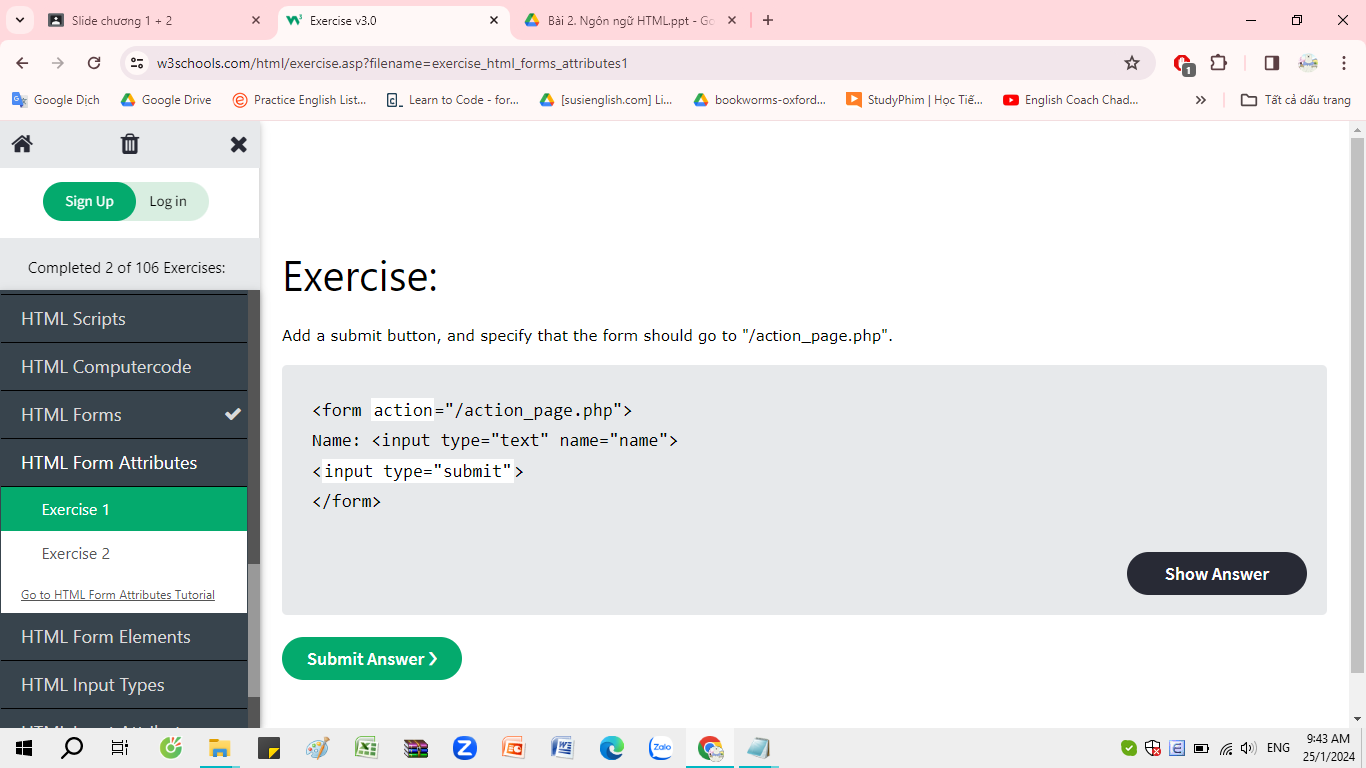 Slide chương 1 + 2
Exercise v3.0
Bài 2. Ngôn ngữ HTML.ppt - Go
w3schools.com/html/exercise.asp?filename=exercise_html_forms_attributes1
1
Google Dịch
Google Drive
Practice English List...
Learn to Code - for...
[susienglish.com] Li...
bookworms-oxford...
StudyPhim | Học Tiế...
English Coach Chad...
Tất cả dấu trang
Sign Up
Log in
Completed 2 of 106 Exercises:
HTML Scripts
HTML Computercode
HTML Forms
HTML Form Attributes
Exercise 1
Exercise 2
Go to HTML Form Attributes Tutorial
HTML Form Elements
HTML Input Types
Exercise:
Add a submit button, and specify that the form should go to "/action_page.php".
<form action="/action_page.php">
Name: <input type="text" name="name">
<input type="submit">
</form>
Show Answer
Submit Answer ❯
Zalo
ENG
9:43 AM
25/1/2024